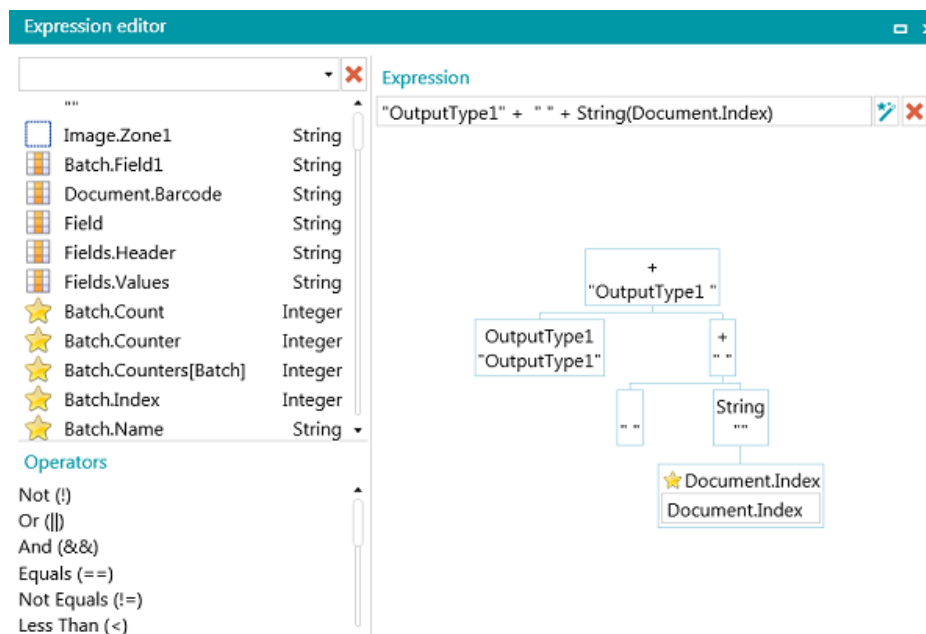 Expression editor
Expression
"OutputType1" + " " + String(Document.Index)
""
Image.Zone1 String
Batch.Field1 String
Document.Barcode String
Field String
Fields.Header String
Fields.Values String
Batch.Count Integer
Batch.Counter Integer
Batch.Counters[Batch] Integer
Batch.Index Integer
Batch.Name String
Operators
Not (!)
Or (||)
And (&&)
Equals (==)
Not Equals (!=)
Less Than (<)
+
"OutputType1 "
OutputType1
"OutputType1"
+
" "
" "
String
""
Document.Index
Document.Index